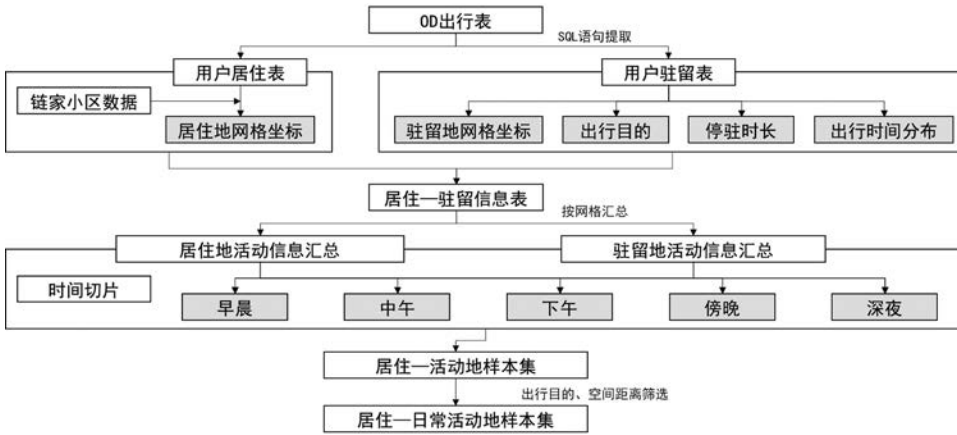 OD出行表
SQL语句提取
用户居住表
用户驻留表
链家小区数据
居住地网格坐标
驻留地网格坐标
出行目的
停驻时长
出行时间分布
居住—驻留信息表
按网格汇总
居住地活动信息汇总
驻留地活动信息汇总
时间切片
早晨
中午
下午
傍晚
深夜
居住—活动地样本集
出行目的、空间距离筛选
居住—日常活动地样本集